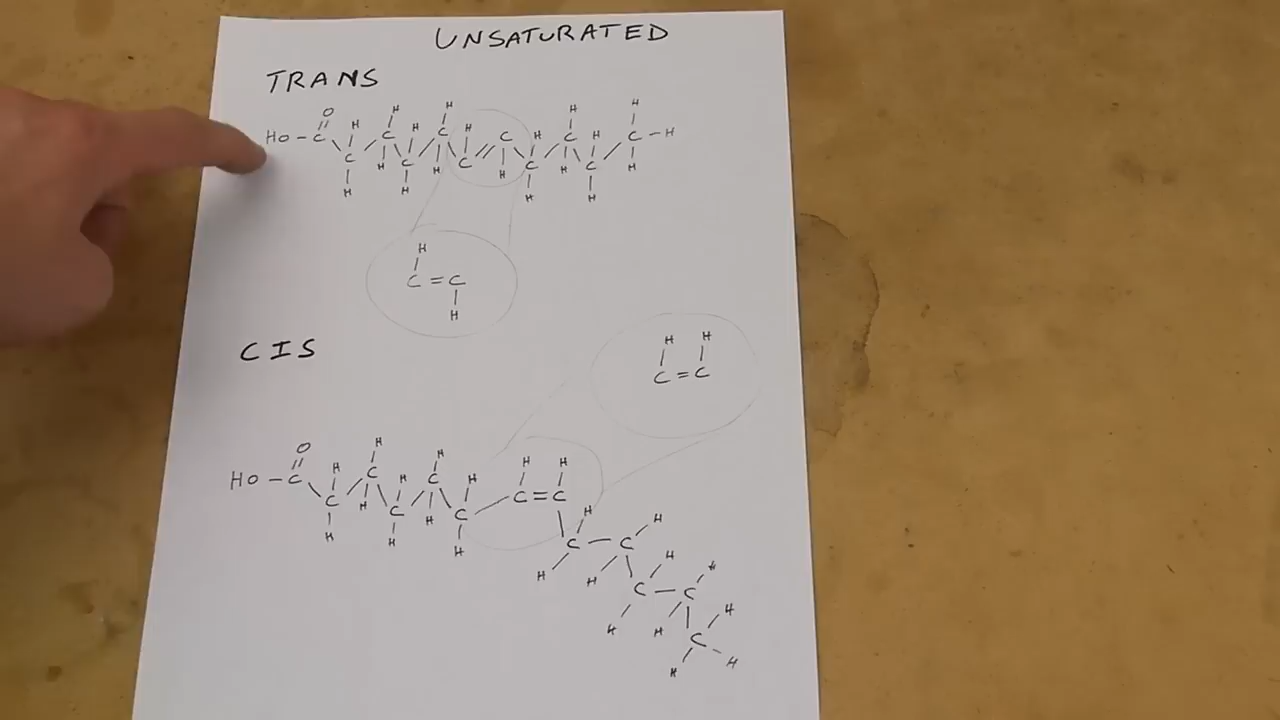 UNSATURATED
TRANS
O
H H H H
HO - C H C H C H C H C H C - H
C H C H C = C H C H C H
H H H H
H
C = C
H
H H
C = C
CIS
O H H H H
HO - C H C H C H C = C
C H C H C H
H H H C - C H
H H H
C - C H
H H C H
H H